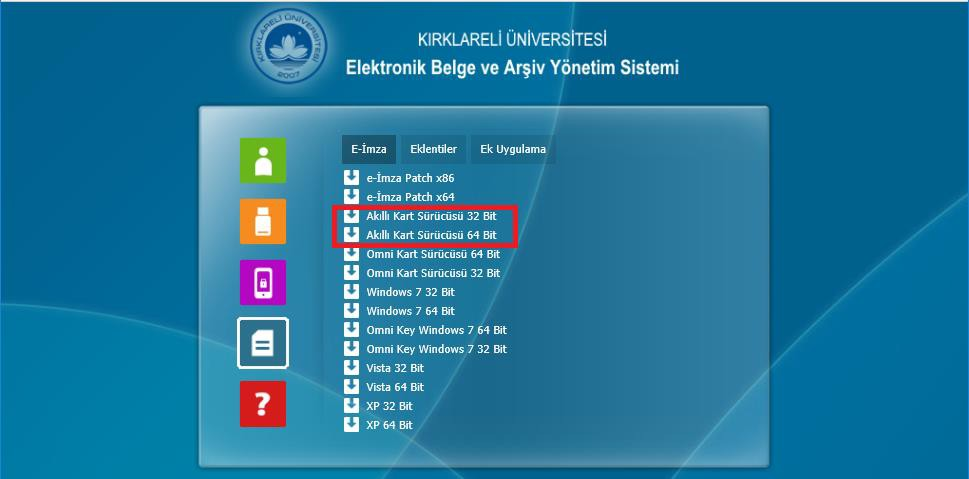 KIRKLARELİ ÜNİVERSİTESİ
2007
KIRKLARELİ ÜNİVERSİTESİ
Elektronik Belge ve Arşiv Yönetim Sistemi
E-İmza Eklentiler Ek Uygulama
e-İmza Patch x86
e-İmza Patch x64
Akıllı Kart Sürücüsü 32 Bit
Akıllı Kart Sürücüsü 64 Bit
Omni Kart Sürücüsü 64 Bit
Omni Kart Sürücüsü 32 Bit
Windows 7 32 Bit
Windows 7 64 Bit
Omni Key Windows 7 64 Bit
Omni Key Windows 7 32 Bit
Vista 32 Bit
Vista 64 Bit
XP 32 Bit
XP 64 Bit
?